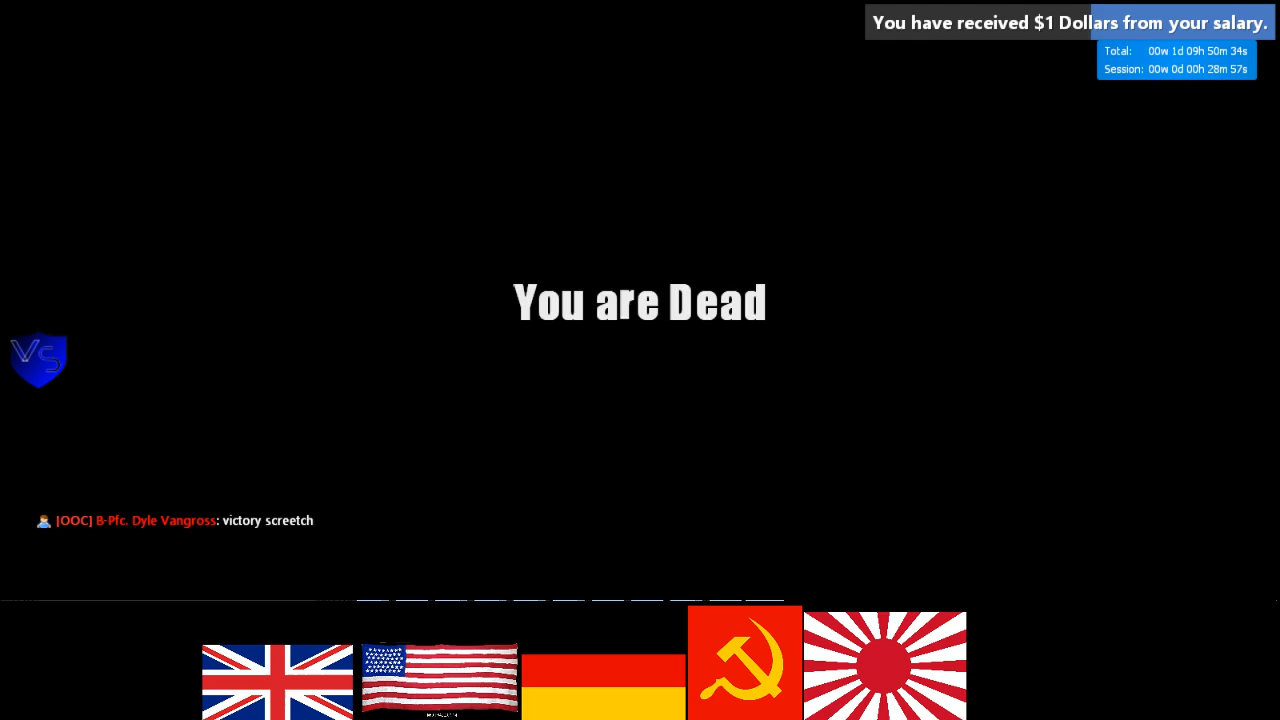 You have received $1 Dollars from your salary.
Total: 00w 1d 09h 50m 34s
Session: 00w 0d 00h 28m 57s
You are Dead
VS
[OOC] B-Pfc. Dyle Vangross: victory screetch